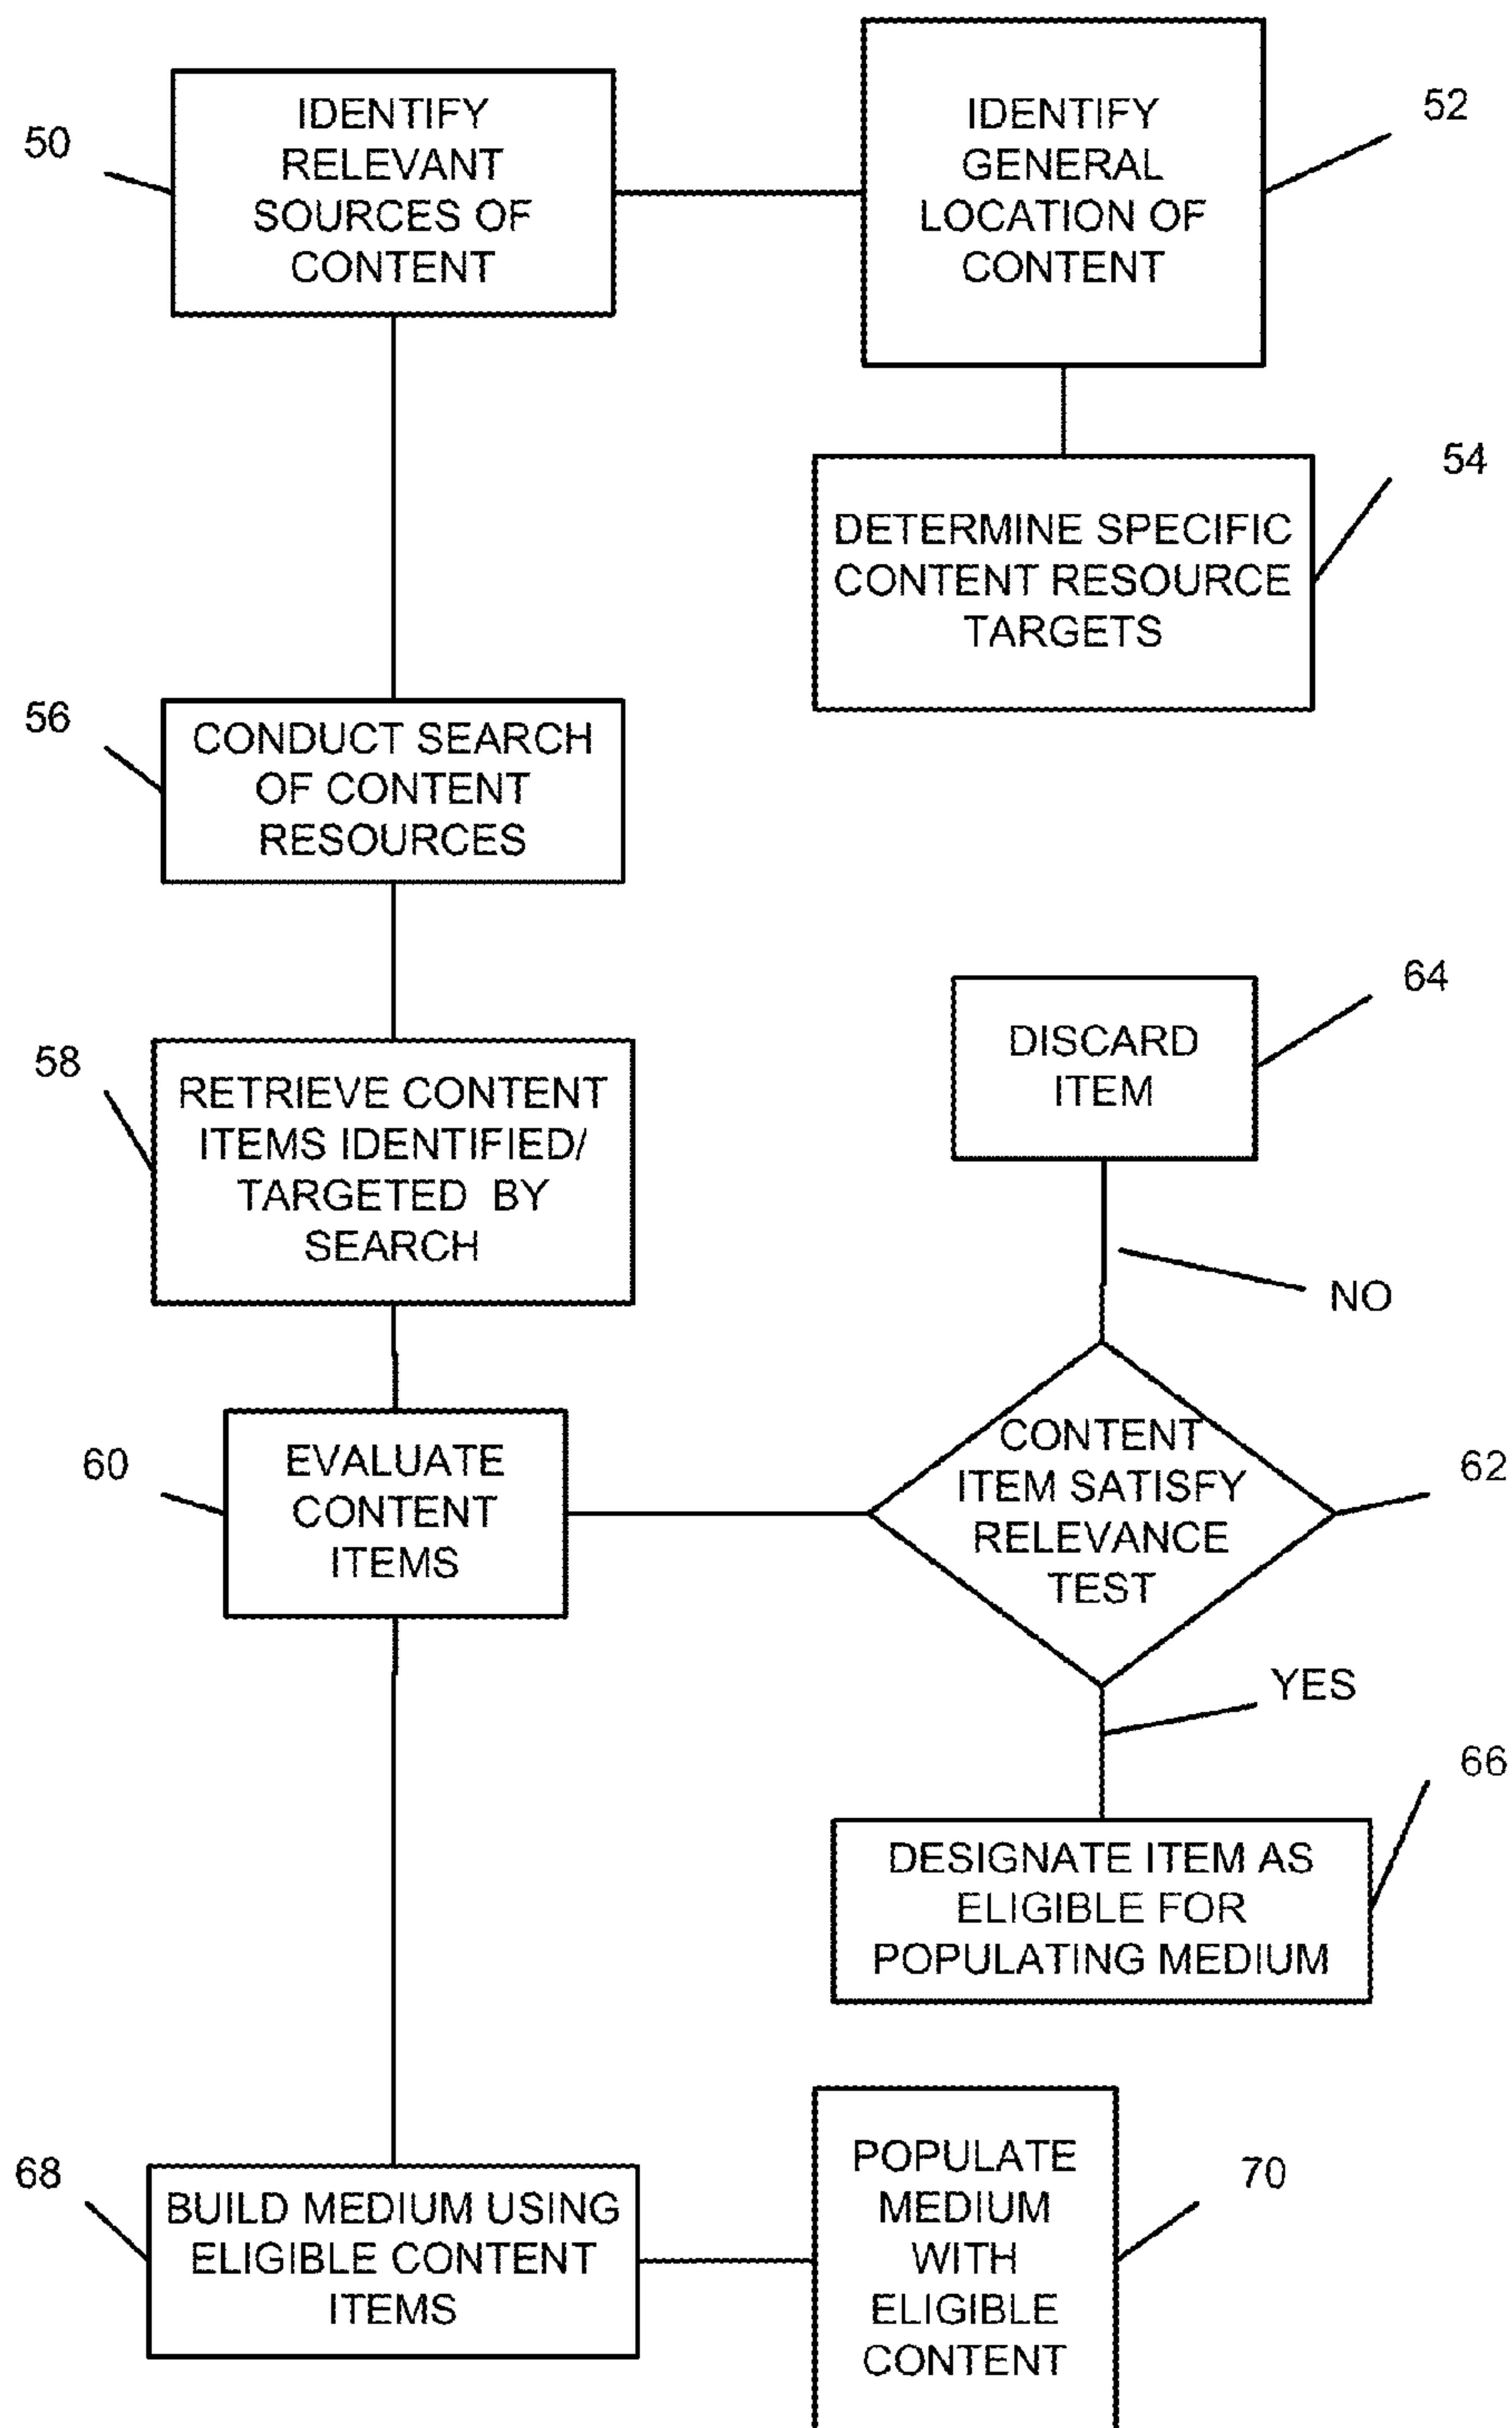 50
IDENTIFY
RELEVANT
SOURCES OF
CONTENT
IDENTIFY
GENERAL
LOCATION OF
CONTENT
52
DETERMINE SPECIFIC
CONTENT RESOURCE
TARGETS
54
56
CONDUCT SEARCH
OF CONTENT
RESOURCES
58
RETRIEVE CONTENT
ITEMS IDENTIFIED/
TARGETED BY
SEARCH
DISCARD
ITEM
64
NO
60
EVALUATE
CONTENT
ITEMS
CONTENT
ITEM SATISFY
RELEVANCE
TEST
62
YES
DESIGNATE ITEM AS
ELIGIBLE FOR
POPULATING MEDIUM
66
68
BUILD MEDIUM USING
ELIGIBLE CONTENT
ITEMS
POPULATE
MEDIUM
WITH
ELIGIBLE
CONTENT
70